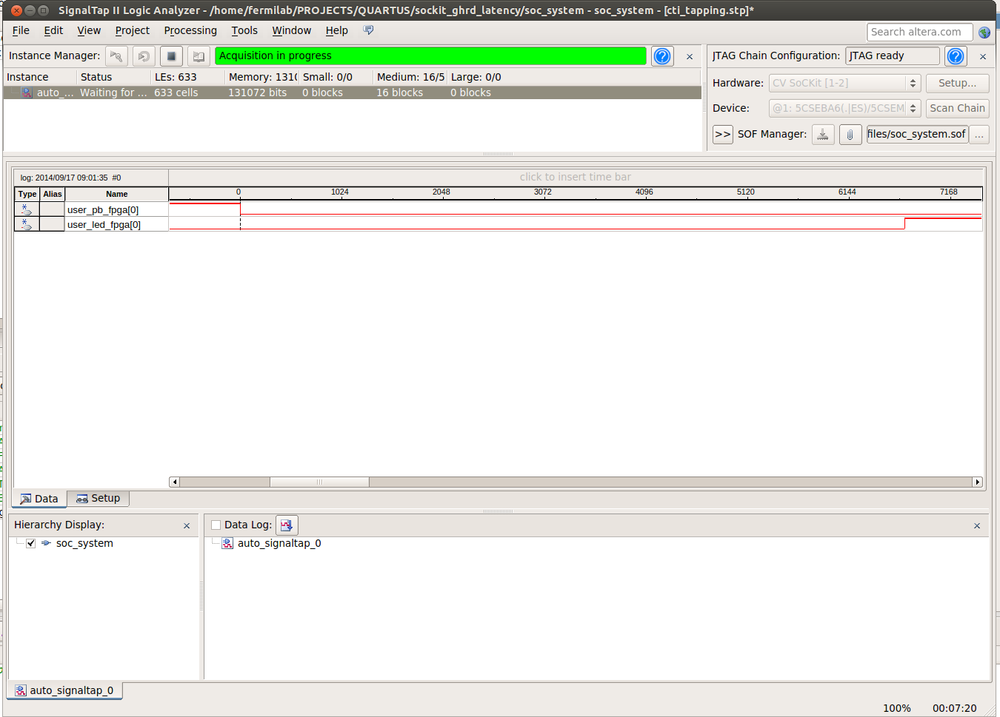 SignalTap II Logic Analyzer - /home/fermilab/PROJECTS/QUARTUS/sockit_ghrd_latency/soc_system - soc_system - [cti_tapping.stp]*
File Edit View Project Processing Tools Window Help
Search altera.com
Instance Manager: Acquisition in progress
JTAG Chain Configuration: JTAG ready
Instance Status LEs: 633 Memory: 1310 Small: 0/0 Medium: 16/5 Large: 0/0
auto_... Waiting for ... 633 cells 131072 bits 0 blocks 16 blocks 0 blocks
Hardware: CV SoCKit [1-2] Setup...
Device: @1: 5CSEBA6(.|ES)/5CSEM Scan Chain
>> SOF Manager: files/soc_system.sof ...
log: 2014/09/17 09:01:35 #0
click to insert time bar
Type Alias Name
0 1024 2048 3072 4096 5120 6144 7168
user_pb_fpga[0]
user_led_fpga[0]
Data Setup
Hierarchy Display:
soc_system
Data Log:
auto_signaltap_0
auto_signaltap_0
100% 00:07:20